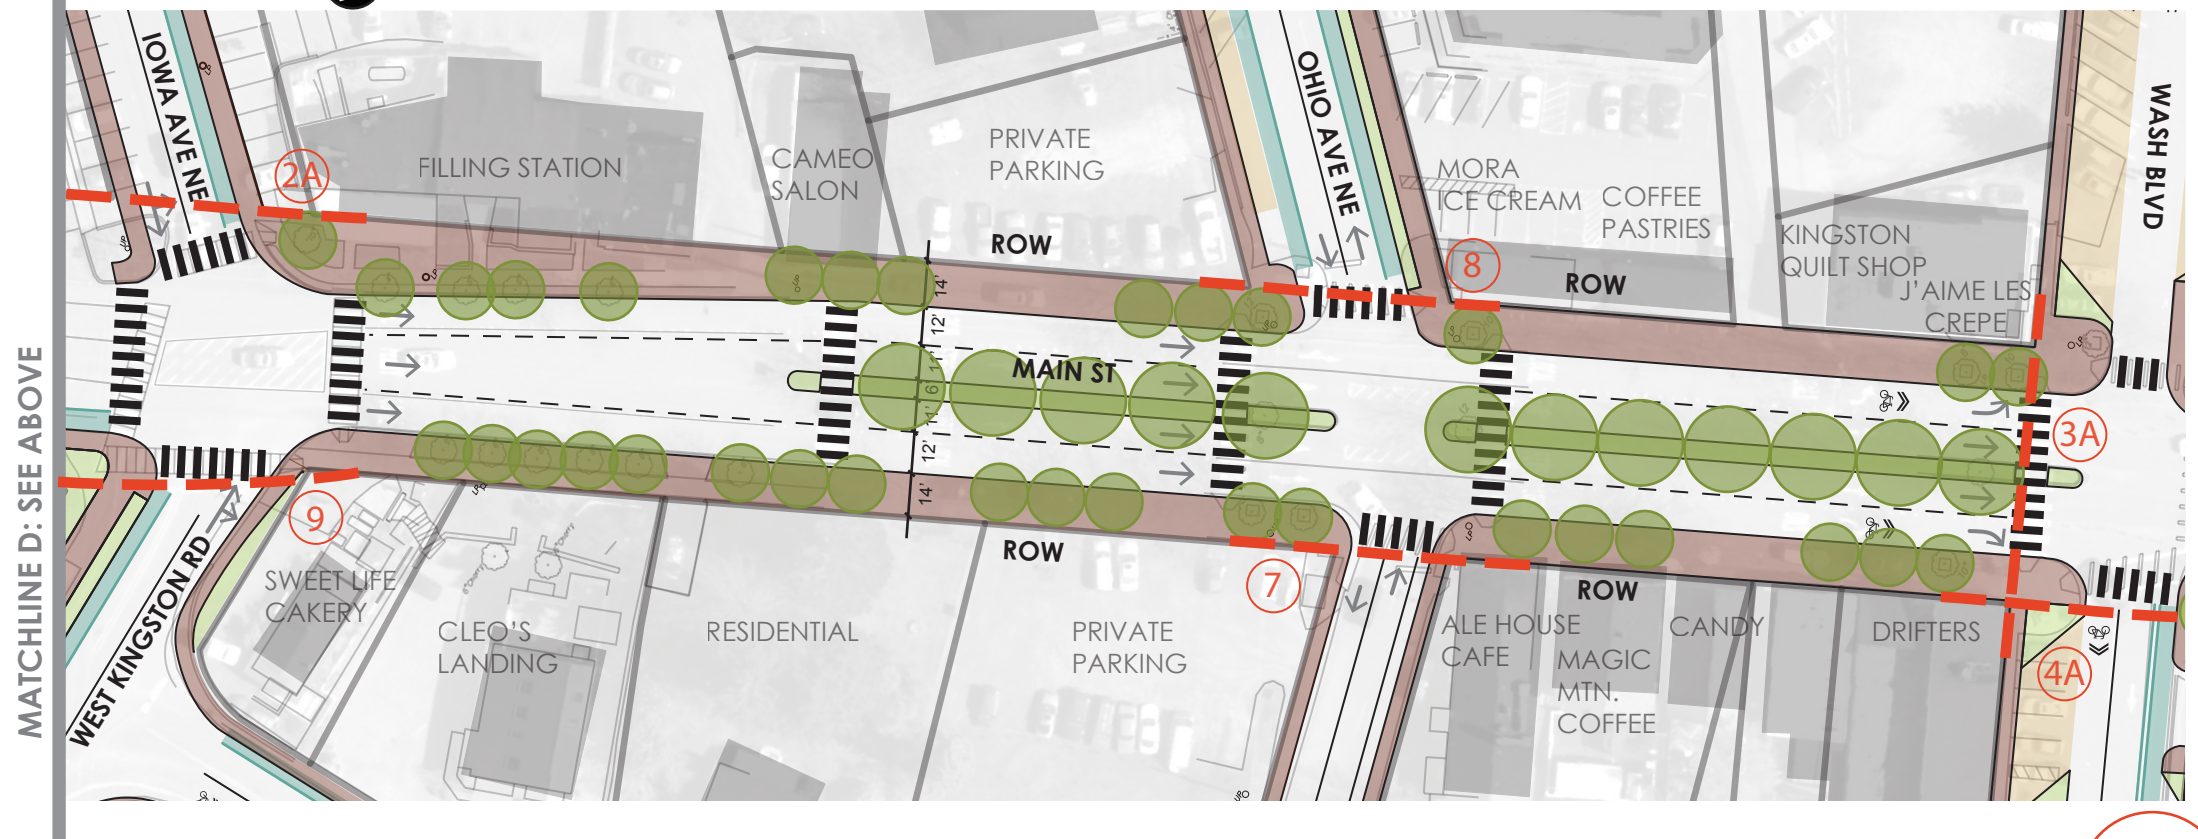 MATCHLINE D: SEE ABOVE
IOWA AVE NE
2A
FILLING STATION
CAMEO
SALON
PRIVATE
PARKING
ROW
OHIO AVE NE
MORA
ICE CREAM
COFFEE
PASTRIES
8
ROW
KINGSTON
QUILT SHOP
J'AIME LES
CREPE
WASH BLVD
LP
LP
LP
14'
12'
11'
6'
11'
12'
14'
MAIN ST
3A
9
WEST KINGSTON RD
SWEET LIFE
CAKERY
CLEO'S
LANDING
RESIDENTIAL
ROW
PRIVATE
PARKING
7
ALE HOUSE
CAFE
ROW
MAGIC
MTN.
COFFEE
CANDY
DRIFTERS
4A